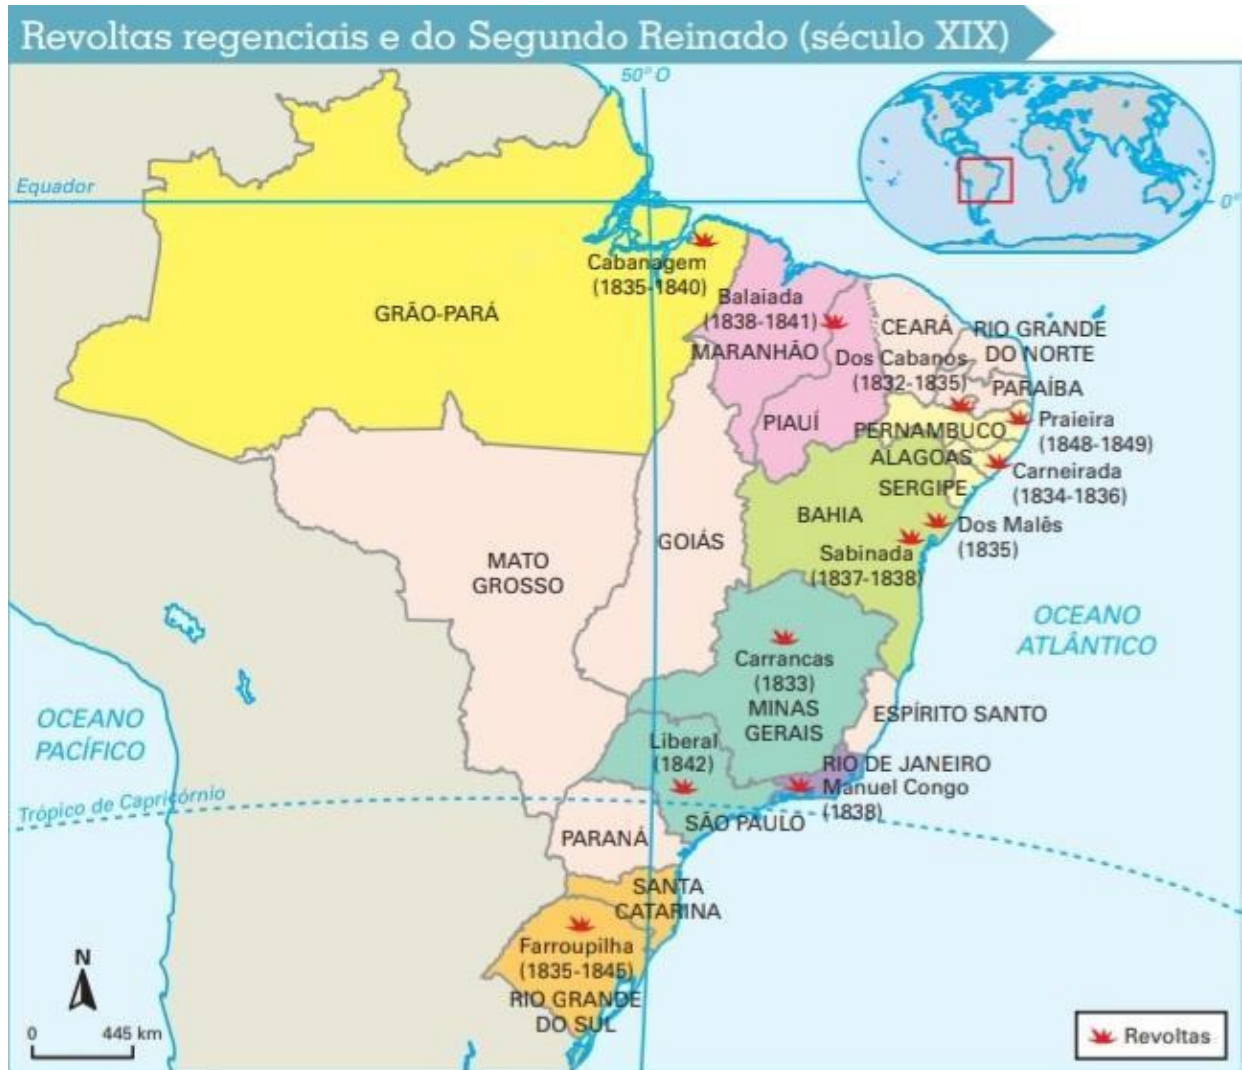 Revoltas regenciais e do Segundo Reinado (século XIX)
50° O
Equador
0°
Cabanagem
(1835-1840)
GRÃO-PARÁ
Balaiada
(1838-1841)
MARANHÃO
CEARÁ
RIO GRANDE
DO NORTE
Dos Cabanos
(1832-1835)
PARAÍBA
PIAUÍ
PERNAMBUCO
Praieira
(1848-1849)
ALAGOAS
Carneirada
(1834-1836)
SERGIPE
BAHIA
Dos Malês
(1835)
Sabinada
(1837-1838)
GOIÁS
MATO
GROSSO
OCEANO
ATLÂNTICO
Carrancas
(1833)
MINAS
GERAIS
ESPÍRITO SANTO
OCEANO
PACÍFICO
Liberal
(1842)
RIO DE JANEIRO
Manuel Congo
(1838)
Trópico de Capricórnio
SÃO PAULO
PARANÁ
SANTA
CATARINA
Farroupilha
(1835-1845)
RIO GRANDE
DO SUL
N
0 445 km
Revoltas